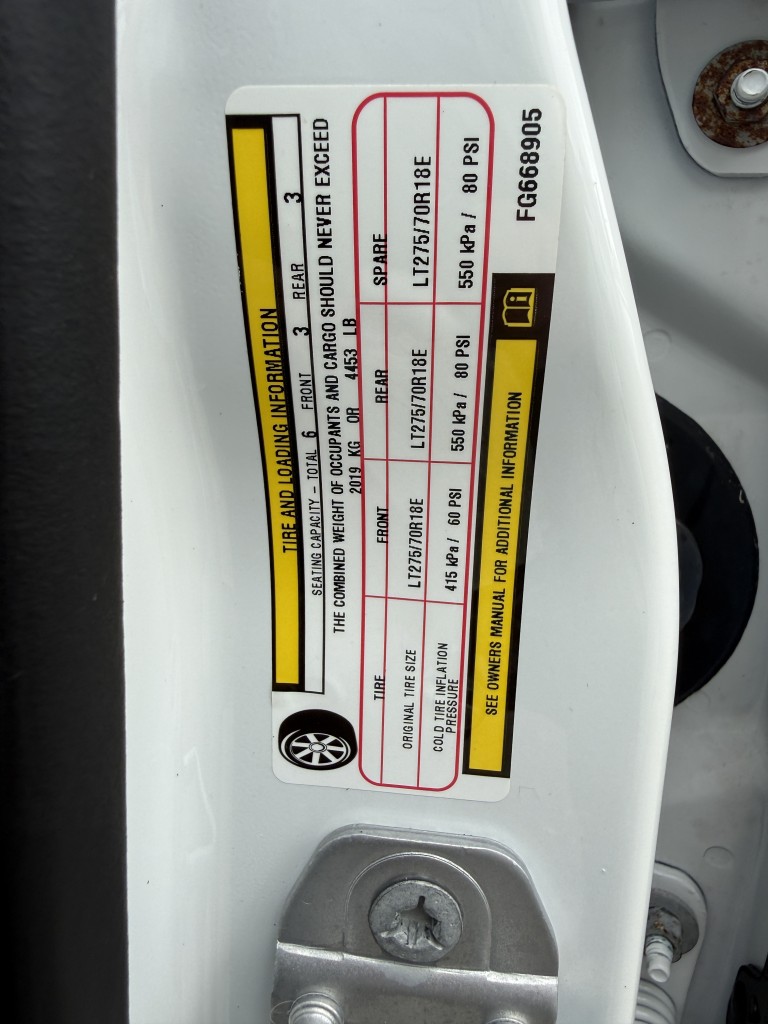 TIRE AND LOADING INFORMATION
SEATING CAPACITY - TOTAL 6 FRONT 3 REAR 3
THE COMBINED WEIGHT OF OCCUPANTS AND CARGO SHOULD NEVER EXCEED
2019 KG OR 4453 LB
TIRE FRONT REAR SPARE
ORIGINAL TIRE SIZE LT275/70R18E LT275/70R18E LT275/70R18E
COLD TIRE INFLATION
PRESSURE 415 kPa / 60 PSI 550 kPa / 80 PSI 550 kPa / 80 PSI
SEE OWNERS MANUAL FOR ADDITIONAL INFORMATION
FG668905